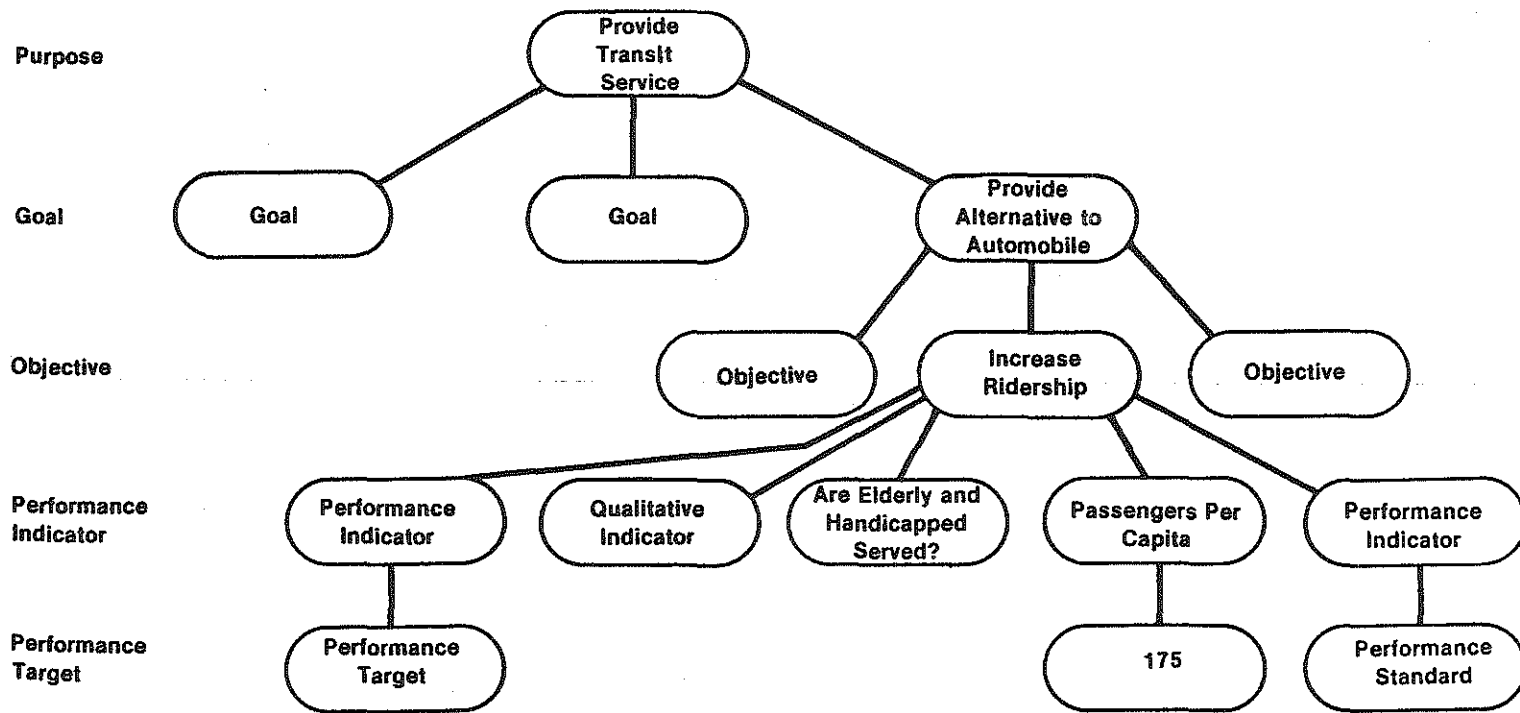 Purpose
Provide
Transit
Service
Goal
Goal
Goal
Provide
Alternative to
Automobile
Objective
Objective
Increase
Ridership
Objective
Performance
Indicator
Performance
Indicator
Qualitative
Indicator
Are Elderly and
Handicapped
Served?
Passengers Per
Capita
Performance
Indicator
Performance
Target
Performance
Target
175
Performance
Standard